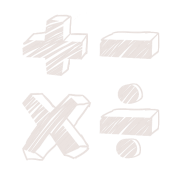 + −
× ÷